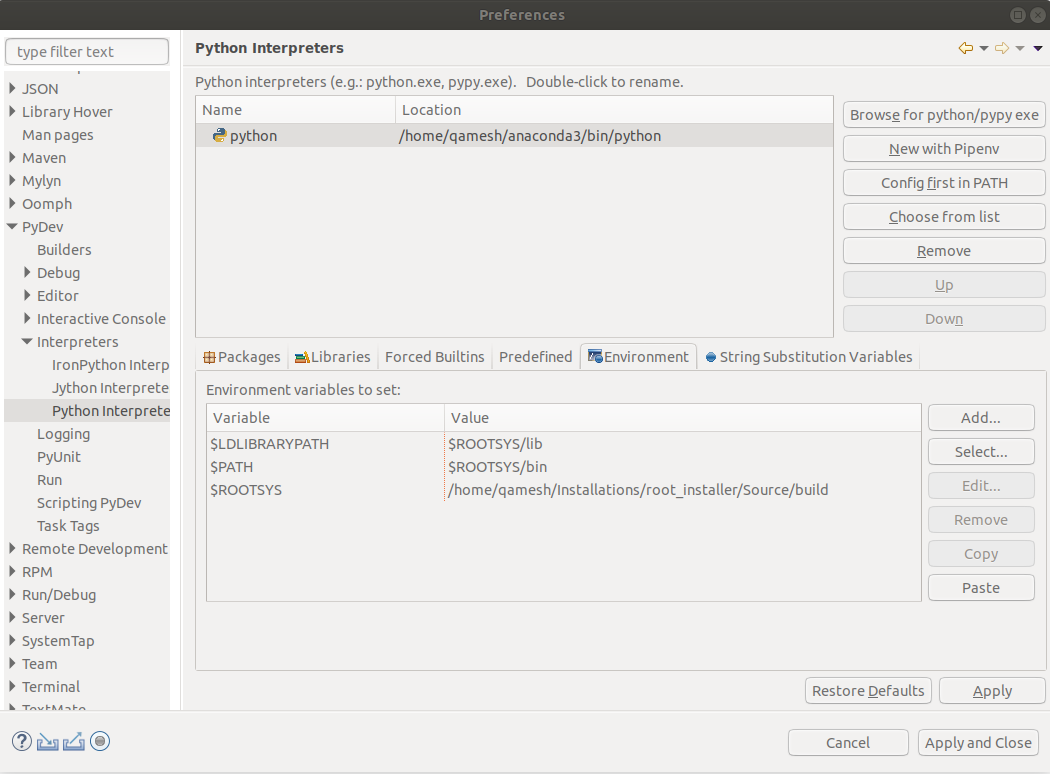 Preferences
type filter text
JSON
Library Hover
Man pages
Maven
Mylyn
Oomph
PyDev
Builders
Debug
Editor
Interactive Console
Interpreters
IronPython Interp
Jython Interprete
Python Interprete
Logging
PyUnit
Run
Scripting PyDev
Task Tags
Remote Development
RPM
Run/Debug
Server
SystemTap
Team
Terminal
TextMate
Python Interpreters
Python interpreters (e.g.: python.exe, pypy.exe).   Double-click to rename.
Name Location
python /home/qamesh/anaconda3/bin/python
Browse for python/pypy exe
New with Pipenv
Config first in PATH
Choose from list
Remove
Up
Down
Packages Libraries Forced Builtins Predefined Environment String Substitution Variables
Environment variables to set:
Variable Value
$LDLIBRARYPATH $ROOTSYS/lib
$PATH $ROOTSYS/bin
$ROOTSYS /home/qamesh/Installations/root_installer/Source/build
Add...
Select...
Edit...
Remove
Copy
Paste
Restore Defaults Apply
Cancel Apply and Close